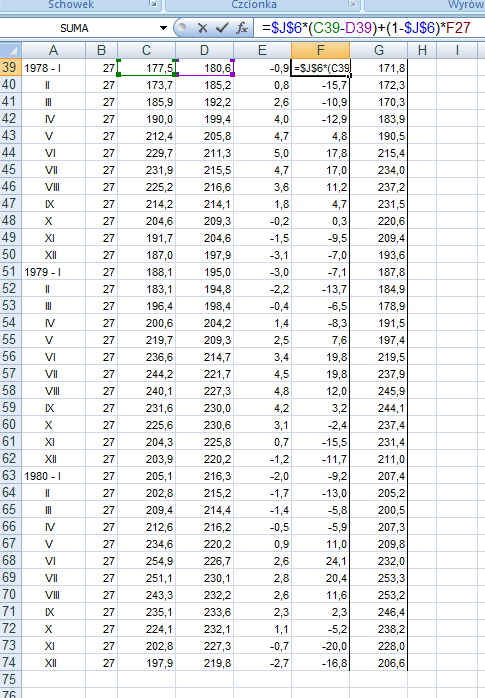 Schowek Czcionka Wyrów
SUMA =$J$6*(C39-D39)+(1-$J$6)*F27
A B C D E F G H I
39 1978 - I 27 177,5 180,6 -0,9 =$J$6*(C39 171,8
40 II 27 173,7 185,2 0,8 -15,7 172,3
41 III 27 185,9 192,2 2,6 -10,9 170,3
42 IV 27 190,0 199,4 4,0 -12,9 183,9
43 V 27 212,4 205,8 4,7 4,8 190,5
44 VI 27 229,7 211,3 5,0 17,8 215,4
45 VII 27 231,9 215,5 4,7 17,0 234,0
46 VIII 27 225,2 216,6 3,6 11,2 237,2
47 IX 27 214,2 214,1 1,8 4,7 231,5
48 X 27 204,6 209,3 -0,2 0,3 220,6
49 XI 27 191,7 204,6 -1,5 -9,5 209,4
50 XII 27 187,0 197,9 -3,1 -7,0 193,6
51 1979 - I 27 188,1 195,0 -3,0 -7,1 187,8
52 II 27 183,1 194,8 -2,2 -13,7 184,9
53 III 27 196,4 198,4 -0,4 -6,5 178,9
54 IV 27 200,6 204,2 1,4 -8,3 191,5
55 V 27 219,7 209,3 2,5 7,6 197,4
56 VI 27 236,6 214,7 3,4 19,8 219,5
57 VII 27 244,2 221,7 4,5 19,8 237,9
58 VIII 27 240,1 227,3 4,8 12,0 245,9
59 IX 27 231,6 230,0 4,2 3,2 244,1
60 X 27 225,6 230,6 3,1 -2,4 237,4
61 XI 27 204,3 225,8 0,7 -15,5 231,4
62 XII 27 203,9 220,2 -1,2 -11,7 211,0
63 1980 - I 27 205,1 216,3 -2,0 -9,2 207,4
64 II 27 202,8 215,2 -1,7 -13,0 205,2
65 III 27 209,4 214,4 -1,4 -5,8 200,5
66 IV 27 212,6 216,2 -0,5 -5,9 207,3
67 V 27 234,6 220,2 0,9 11,0 209,8
68 VI 27 254,9 226,7 2,6 24,1 232,0
69 VII 27 251,1 230,1 2,8 20,4 253,3
70 VIII 27 243,3 232,2 2,6 11,6 253,2
71 IX 27 235,1 233,6 2,3 2,3 246,4
72 X 27 224,1 232,1 1,1 -5,2 238,2
73 XI 27 202,8 227,3 -0,7 -20,0 228,0
74 XII 27 197,9 219,8 -2,7 -16,8 206,6
75
76